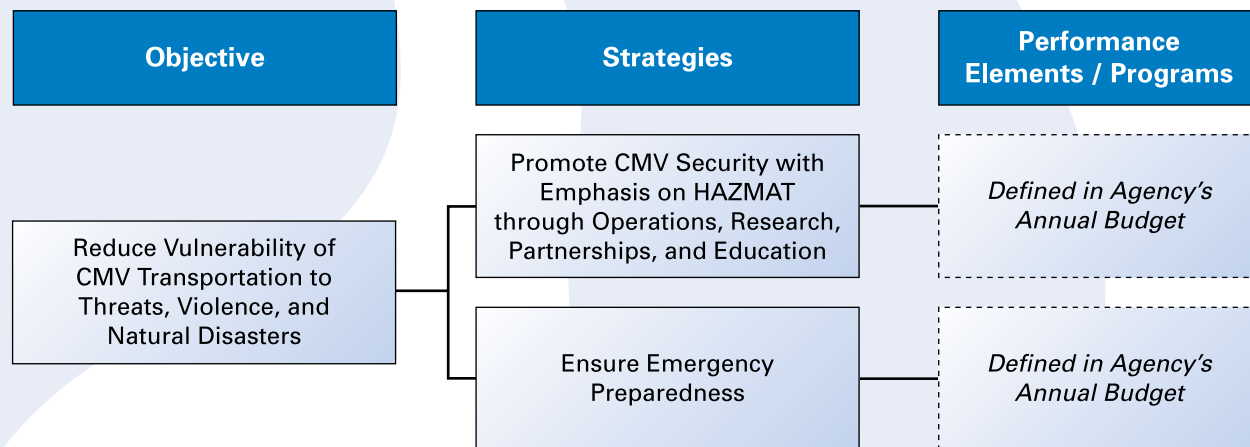 Objective
Strategies
Performance
Elements / Programs
Reduce Vulnerability of
CMV Transportation to
Threats, Violence, and
Natural Disasters
Promote CMV Security with
Emphasis on HAZMAT
through Operations, Research,
Partnerships, and Education
Defined in Agency's
Annual Budget
Ensure Emergency
Preparedness
Defined in Agency's
Annual Budget